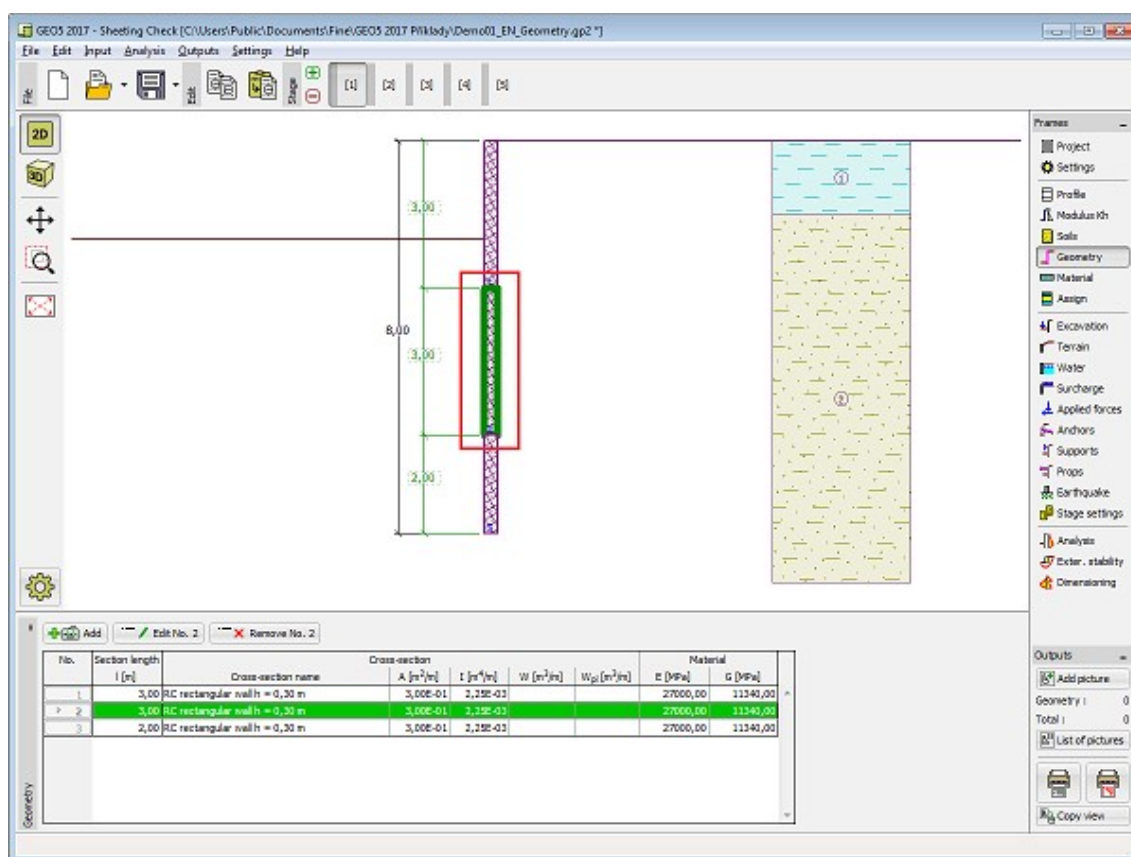 GEO5 2017 - Sheeting Check [C:\Users\Public\Documents\Fine\GEO5 2017 Příklady\Demo01_EN_Geometry.gp2 *]
File Edit Input Analysis Outputs Settings Help
File
Edit
Stage
[1] [2] [3] [4] [5]
2D
3D
3,00
8,00
3,00
2,00
1
2
Frames
Project
Settings
Profile
Modulus Kh
Soils
Geometry
Material
Assign
Excavation
Terrain
Water
Surcharge
Applied forces
Anchors
Supports
Props
Earthquake
Stage settings
Analysis
Exter. stability
Dimensioning
Add Edit No. 2 Remove No. 2
No. Section length Cross-section Material
l [m] Cross-section name A [m²/m] I [m⁴/m] W [m³/m] Wpl [m³/m] E [MPa] G [MPa]
1 3,00 RC rectangular wall h = 0,30 m 3,00E-01 2,25E-03 27000,00 11340,00
> 2 3,00 RC rectangular wall h = 0,30 m 3,00E-01 2,25E-03 27000,00 11340,00
3 2,00 RC rectangular wall h = 0,30 m 3,00E-01 2,25E-03 27000,00 11340,00
Geometry
Outputs
Add picture
Geometry : 0
Total : 0
List of pictures
Copy view